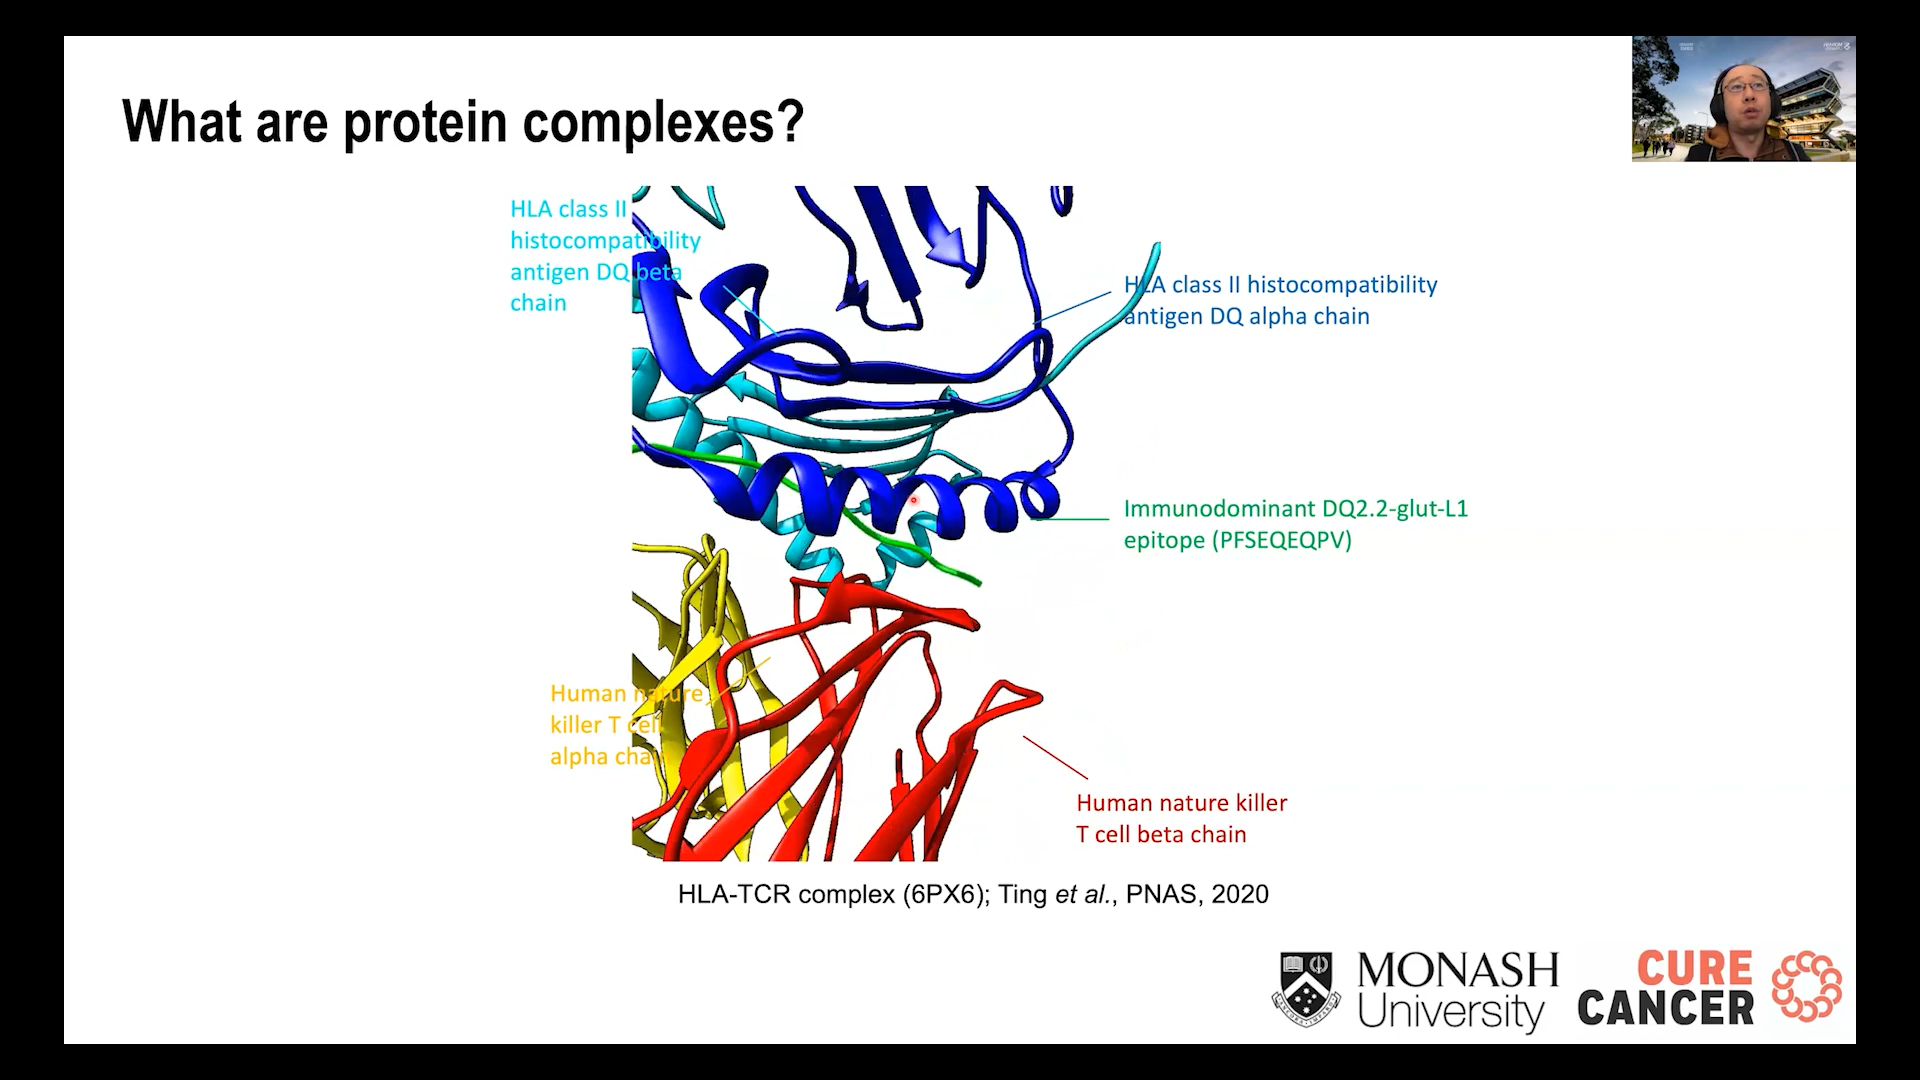 What are protein complexes?
HLA class II
histocompatibility
antigen DQ beta
chain
HLA class II histocompatibility
antigen DQ alpha chain
Immunodominant DQ2.2-glut-L1
epitope (PFSEQEQPV)
Human nature
killer T cell
alpha chain
Human nature killer
T cell beta chain
HLA-TCR complex (6PX6); Ting et al., PNAS, 2020
MONASH
University
CURE
CANCER